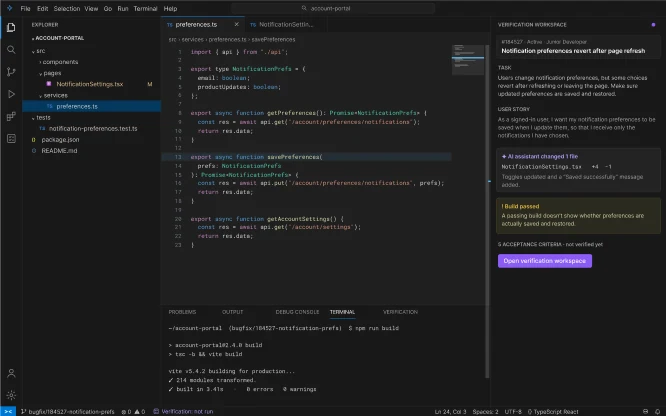 File Edit Selection View Go Run Terminal Help
account-portal
EXPLORER
ACCOUNT-PORTAL
src
components
pages
NotificationSettings.tsx M
services
preferences.ts
tests
notification-preferences.test.ts
package.json
README.md
preferences.ts
NotificationSettin...
src › services › preferences.ts › savePreferences
1 import { api } from './api';
2
3 export type NotificationPrefs = {
4 email: boolean;
5 productUpdates: boolean;
6 };
7
8 export async function getPreferences(): Promise<NotificationPrefs> {
9 const res = await api.get('/account/preferences/notifications');
10 return res.data;
11 }
12
13 export async function savePreferences(
14 prefs: NotificationPrefs
15 ): Promise<NotificationPrefs> {
16 const res = await api.put('/account/preferences/notifications', prefs);
17 return res.data;
18 }
19
20 export async function getAccountSettings() {
21 const res = await api.get('/account/settings');
22 return res.data;
23 }
PROBLEMS OUTPUT DEBUG CONSOLE TERMINAL VERIFICATION
~/account-portal (bugfix/184527-notification-prefs) $ npm run build
> account-portal@2.4.0 build
> tsc -b && vite build
vite v5.4.2 building for production...
✓ 214 modules transformed.
✓ built in 3.41s · 0 errors 0 warnings
VERIFICATION WORKSPACE
#184527 · Active · Junior Developer
Notification preferences revert after page refresh
TASK
Users change notification preferences, but some choices
revert after refreshing or leaving the page. Make sure
updated preferences are saved and restored.
USER STORY
As a signed-in user, I want my notification preferences to be
saved when I update them, so that I receive only the
notifications I have chosen.
AI assistant changed 1 file
NotificationSettings.tsx +4 −1
Toggles updated and a "Saved successfully" message
added.
! Build passed
A passing build doesn't show whether preferences are
actually saved and restored.
5 ACCEPTANCE CRITERIA · not verified yet
Open verification workspace
bugfix/184527-notification-prefs 0 0 Verification: not run Ln 24, Col 3 Spaces: 2 UTF-8 {} TypeScript React